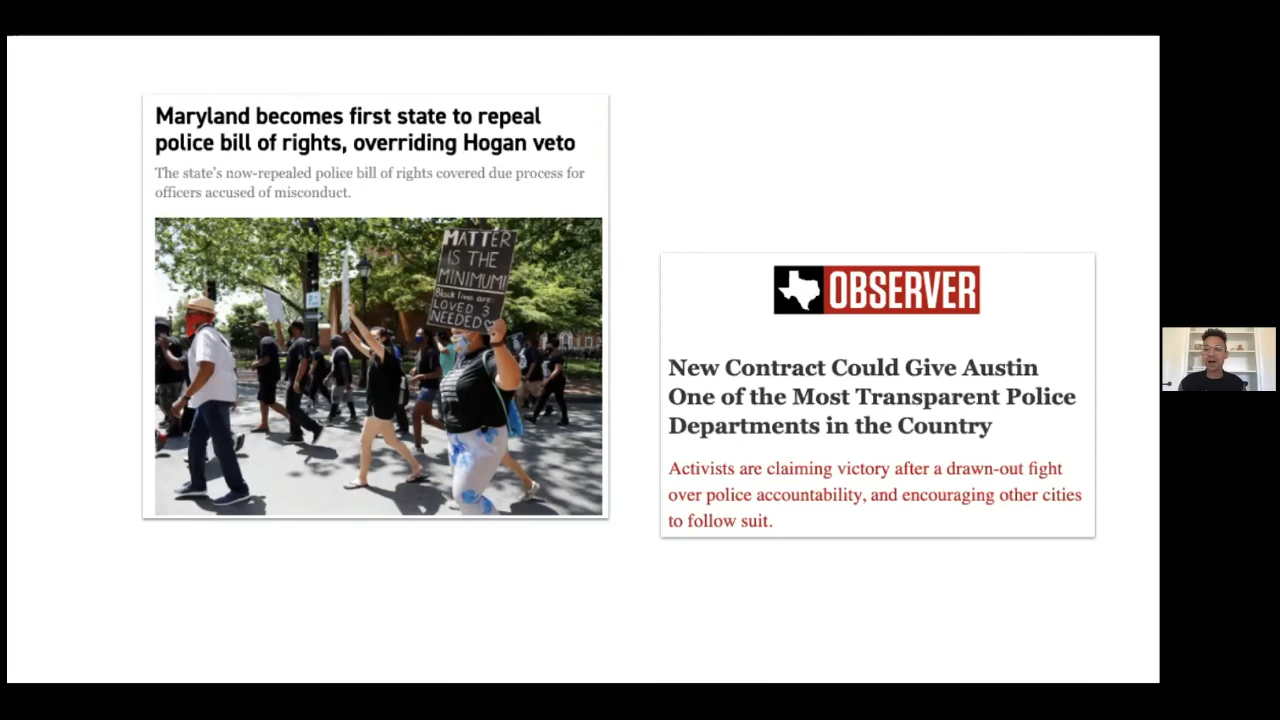 Maryland becomes first state to repeal
police bill of rights, overriding Hogan veto
The state's now-repealed police bill of rights covered due process for
officers accused of misconduct.
MATTER
IS THE
MINIMUM!
Black lives are:
LOVED &
NEEDED
OBSERVER
New Contract Could Give Austin
One of the Most Transparent Police
Departments in the Country
Activists are claiming victory after a drawn-out fight
over police accountability, and encouraging other cities
to follow suit.